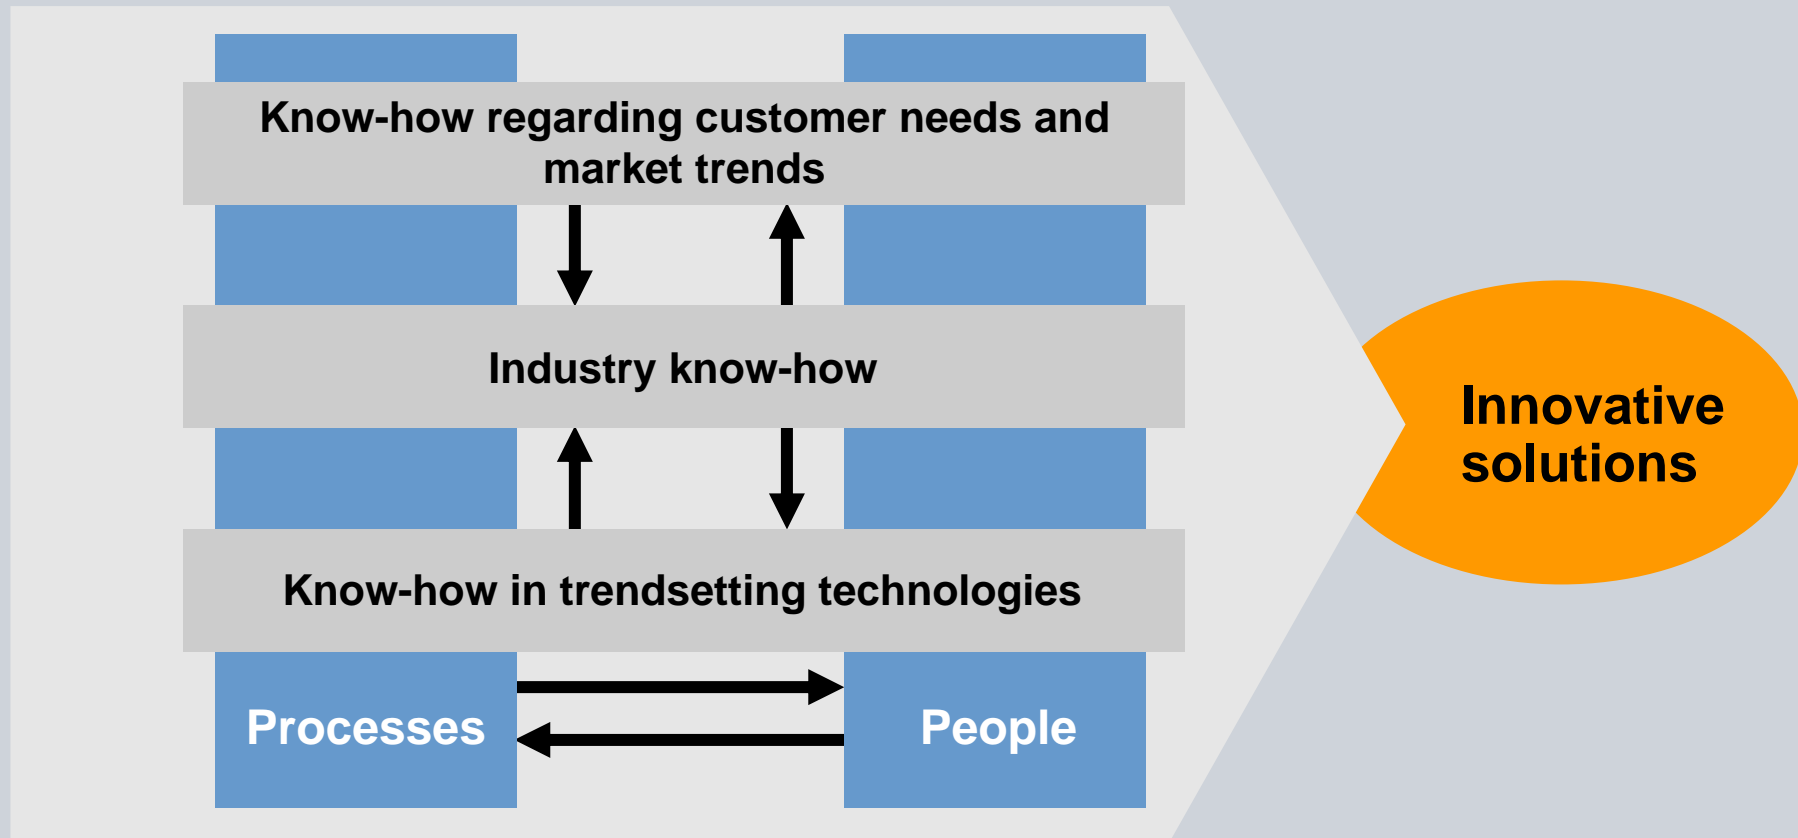 Know-how regarding customer needs and
market trends
Industry know-how
Innovative
solutions
Know-how in trendsetting technologies
Processes
People